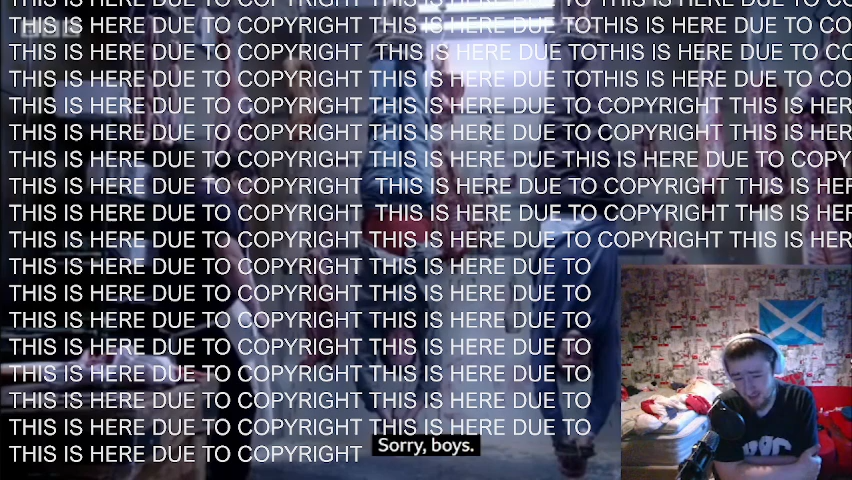 THIS IS HERE DUE TO COPYRIGHT THIS IS HERE DUE TO THIS IS HERE DUE TO CO
THIS IS HERE DUE TO COPYRIGHT THIS IS HERE DUE TOTHIS IS HERE DUE TO CO
THIS IS HERE DUE TO COPYRIGHT THIS IS HERE DUE TOTHIS IS HERE DUE TO CO
THIS IS HERE DUE TO COPYRIGHT THIS IS HERE DUE TOTHIS IS HERE DUE TO CO
THIS IS HERE DUE TO COPYRIGHT THIS IS HERE DUE TO COPYRIGHT THIS IS HER
THIS IS HERE DUE TO COPYRIGHT THIS IS HERE DUE TO COPYRIGHT THIS IS HER
THIS IS HERE DUE TO COPYRIGHT THIS IS HERE DUE THIS IS HERE DUE TO COPY
THIS IS HERE DUE TO COPYRIGHT THIS IS HERE DUE TO COPYRIGHT THIS IS HER
THIS IS HERE DUE TO COPYRIGHT THIS IS HERE DUE TO COPYRIGHT THIS IS HER
THIS IS HERE DUE TO COPYRIGHT THIS IS HERE DUE TO COPYRIGHT THIS IS HER
THIS IS HERE DUE TO COPYRIGHT THIS IS HERE DUE TO
THIS IS HERE DUE TO COPYRIGHT THIS IS HERE DUE TO
THIS IS HERE DUE TO COPYRIGHT THIS IS HERE DUE TO
THIS IS HERE DUE TO COPYRIGHT THIS IS HERE DUE TO
THIS IS HERE DUE TO COPYRIGHT THIS IS HERE DUE TO
THIS IS HERE DUE TO COPYRIGHT THIS IS HERE DUE TO
THIS IS HERE DUE TO COPYRIGHT THIS IS HERE DUE TO
THIS IS HERE DUE TO COPYRIGHT
Sorry, boys.